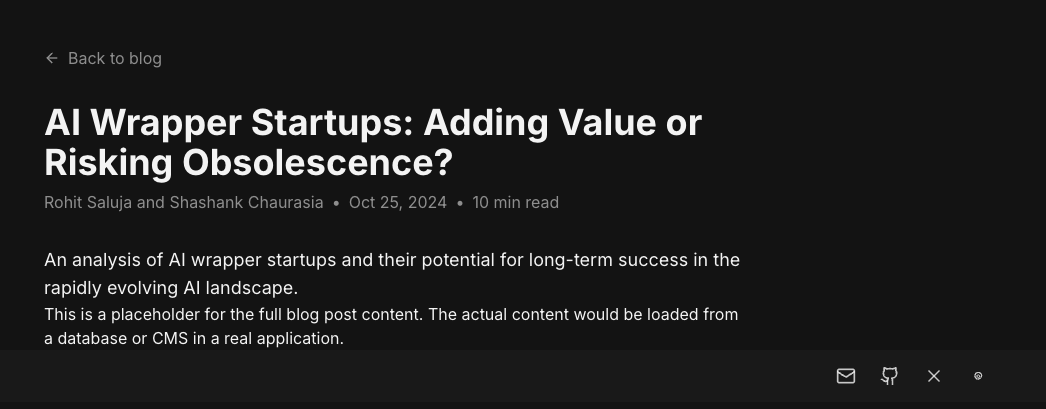 Back to blog
AI Wrapper Startups: Adding Value or
Risking Obsolescence?
Rohit Saluja and Shashank Chaurasia • Oct 25, 2024 • 10 min read
An analysis of AI wrapper startups and their potential for long-term success in the
rapidly evolving AI landscape.
This is a placeholder for the full blog post content. The actual content would be loaded from
a database or CMS in a real application.